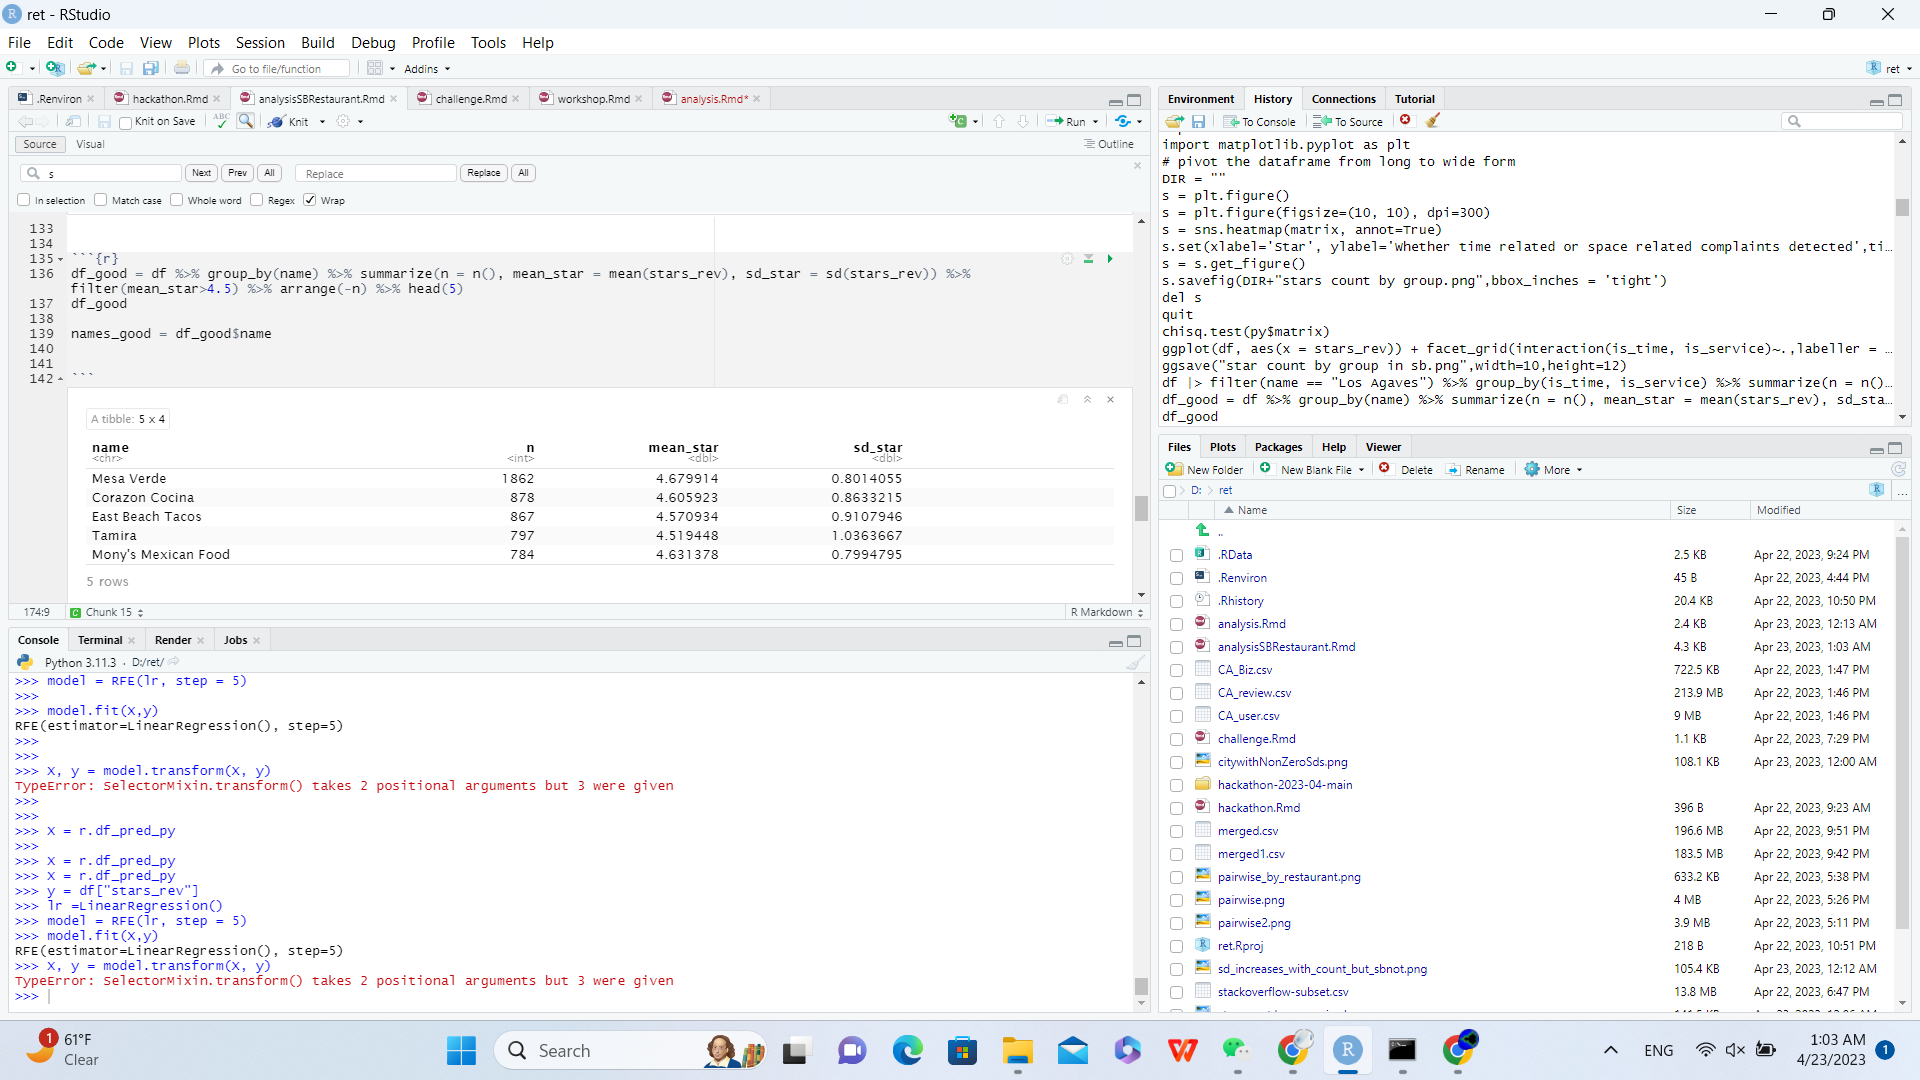 ret - RStudio
File Edit Code View Plots Session Build Debug Profile Tools Help
Go to file/function
Addins
ret
.Renviron
hackathon.Rmd
analysisSBRestaurant.Rmd
challenge.Rmd
workshop.Rmd
analysis.Rmd*
Knit on Save
ABC
Knit
Run
Source
Visual
Outline
s
Next
Prev
All
Replace
Replace
All
In selection
Match case
Whole word
Regex
Wrap
133
134
135 ```{r}
136 df_good = df %>% group_by(name) %>% summarize(n = n(), mean_star = mean(stars_rev), sd_star = sd(stars_rev)) %>%
filter(mean_star>4.5) %>% arrange(-n) %>% head(5)
137 df_good
138
139 names_good = df_good$name
140
141
142 ```
A tibble: 5 x 4
name n mean_star sd_star
<chr> <int> <dbl> <dbl>
Mesa Verde 1862 4.679914 0.8014055
Corazon Cocina 878 4.605923 0.8633215
East Beach Tacos 867 4.570934 0.9107946
Tamira 797 4.519448 1.0363667
Mony's Mexican Food 784 4.631378 0.7994795
5 rows
174:9 Chunk 15 R Markdown
Console Terminal Render Jobs
Python 3.11.3 · D:/ret/
>>> model = RFE(lr, step = 5)
>>>
>>> model.fit(X,y)
RFE(estimator=LinearRegression(), step=5)
>>>
>>>
>>> X, y = model.transform(X, y)
TypeError: SelectorMixin.transform() takes 2 positional arguments but 3 were given
>>>
>>>
>>> X = r.df_pred_py
>>>
>>> X = r.df_pred_py
>>> X = r.df_pred_py
>>> y = df["stars_rev"]
>>> lr =LinearRegression()
>>> model = RFE(lr, step = 5)
>>> model.fit(X,y)
RFE(estimator=LinearRegression(), step=5)
>>> X, y = model.transform(X, y)
TypeError: SelectorMixin.transform() takes 2 positional arguments but 3 were given
>>>
Environment History Connections Tutorial
To Console
To Source
import matplotlib.pyplot as plt
# pivot the dataframe from long to wide form
DIR = ""
s = plt.figure()
s = plt.figure(figsize=(10, 10), dpi=300)
s = sns.heatmap(matrix, annot=True)
s.set(xlabel='Star', ylabel='Whether time related or space related complaints detected',ti...
s = s.get_figure()
s.savefig(DIR+"stars count by group.png",bbox_inches = 'tight')
del s
quit
chisq.test(py$matrix)
ggplot(df, aes(x = stars_rev)) + facet_grid(interaction(is_time, is_service)~.,labeller = ...
ggsave("star count by group in sb.png",width=10,height=12)
df |> filter(name == "Los Agaves") %>% group_by(is_time, is_service) %>% summarize(n = n()...
df_good = df %>% group_by(name) %>% summarize(n = n(), mean_star = mean(stars_rev), sd_sta...
df_good
Files Plots Packages Help Viewer
New Folder
New Blank File
Delete
Rename
More
D: ret ...
Name Size Modified
..
.RData 2.5 KB Apr 22, 2023, 9:24 PM
.Renviron 45 B Apr 22, 2023, 4:44 PM
.Rhistory 20.4 KB Apr 22, 2023, 10:50 PM
analysis.Rmd 2.4 KB Apr 23, 2023, 12:13 AM
analysisSBRestaurant.Rmd 4.3 KB Apr 23, 2023, 1:03 AM
CA_Biz.csv 722.5 KB Apr 22, 2023, 1:47 PM
CA_review.csv 213.9 MB Apr 22, 2023, 1:46 PM
CA_user.csv 9 MB Apr 22, 2023, 1:46 PM
challenge.Rmd 1.1 KB Apr 22, 2023, 7:29 PM
citywithNonZeroSds.png 108.1 KB Apr 23, 2023, 12:00 AM
hackathon-2023-04-main
hackathon.Rmd 396 B Apr 22, 2023, 9:23 AM
merged.csv 196.6 MB Apr 22, 2023, 9:51 PM
merged1.csv 183.5 MB Apr 22, 2023, 9:42 PM
pairwise_by_restaurant.png 633.2 KB Apr 22, 2023, 5:38 PM
pairwise.png 4 MB Apr 22, 2023, 5:26 PM
pairwise2.png 3.9 MB Apr 22, 2023, 5:11 PM
ret.Rproj 218 B Apr 22, 2023, 10:51 PM
sd_increases_with_count_but_sbnot.png 105.4 KB Apr 23, 2023, 12:12 AM
stackoverflow-subset.csv 13.8 MB Apr 22, 2023, 6:47 PM
1
61°F
Clear
Search
ENG
1:03 AM
4/23/2023
1